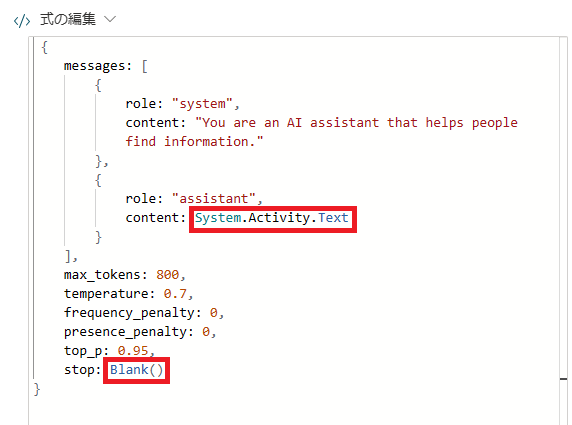 </> 式の編集
{
messages: [
{
role: "system",
content: "You are an AI assistant that helps people
find information."
},
{
role: "assistant",
content: System.Activity.Text
}
],
max_tokens: 800,
temperature: 0.7,
frequency_penalty: 0,
presence_penalty: 0,
top_p: 0.95,
stop: Blank()
}